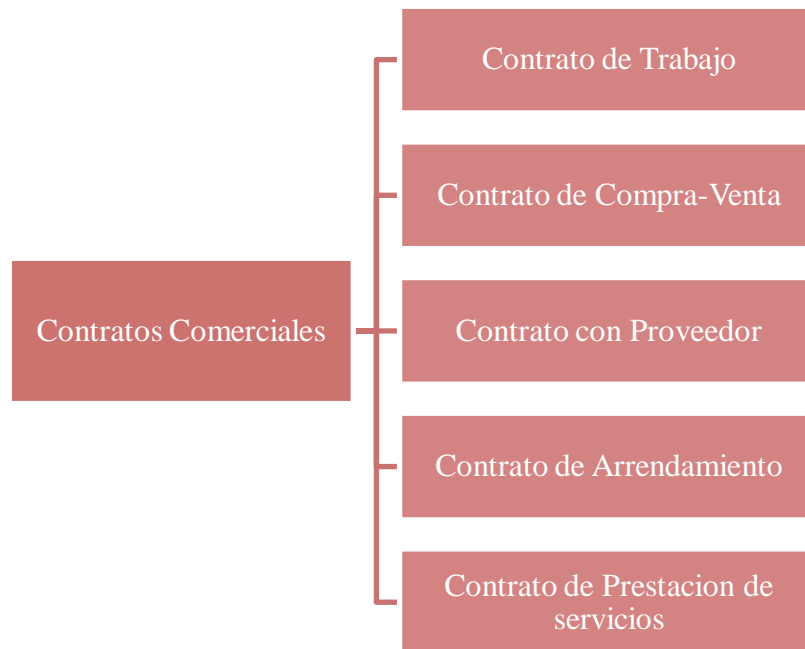 Contrato de Trabajo
Contrato de Compra-Venta
Contratos Comerciales
Contrato con Proveedor
Contrato de Arrendamiento
Contrato de Prestacion de
servicios